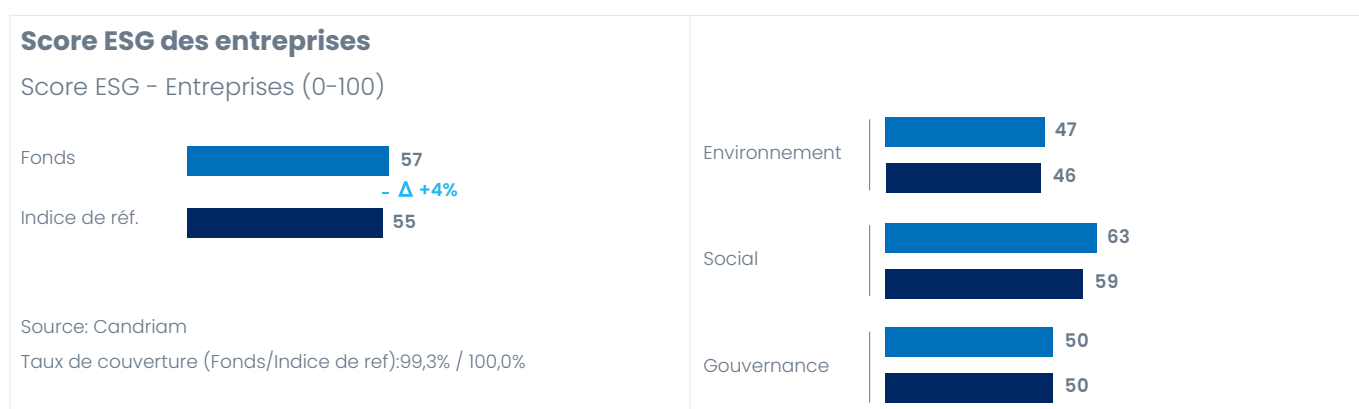 Score ESG des entreprises
Score ESG - Entreprises (0-100)
Fonds
57
Δ +4%
Indice de réf.
55
Source: Candriam
Taux de couverture (Fonds/Indice de ref):99,3% / 100,0%
Environnement
47
46
Social
63
59
Gouvernance
50
50